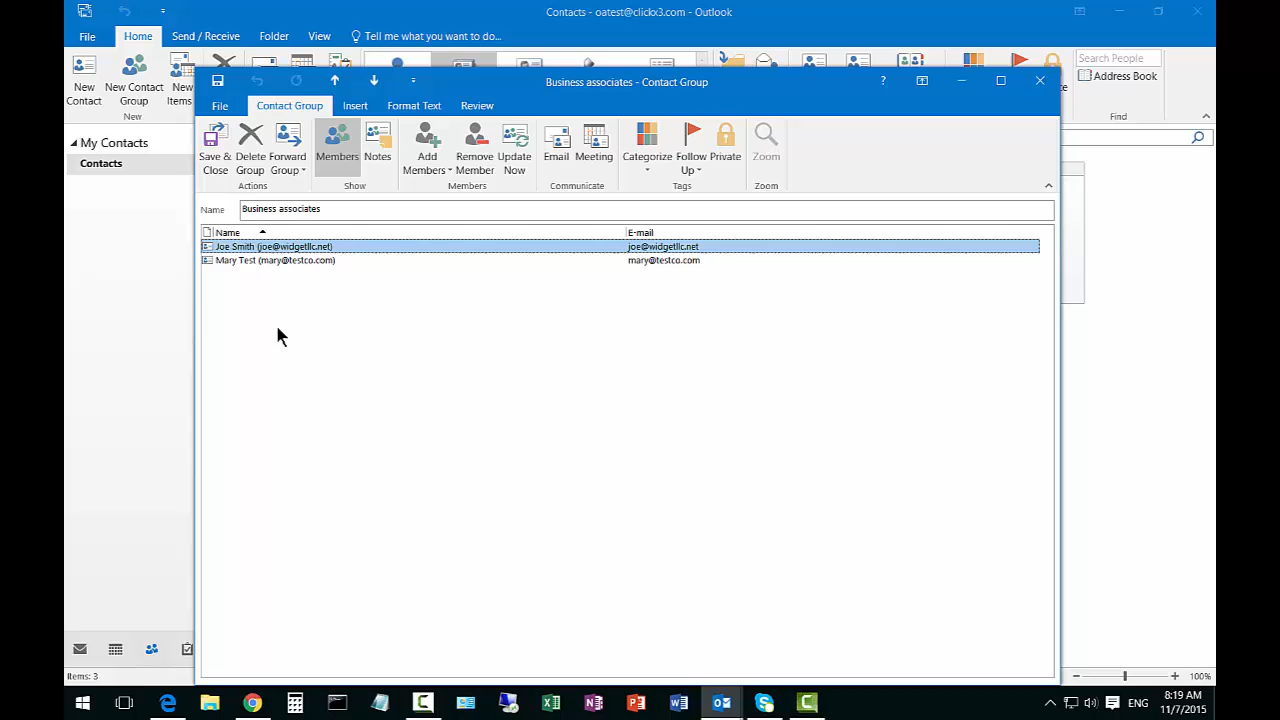 Contacts - oatest@clickx3.com - Outlook
File Home Send / Receive Folder View Tell me what you want to do...
New Contact
New Contact Group
New Items
New
Search People
Address Book
Find
My Contacts
Contacts
Business associates - Contact Group
?
File Contact Group Insert Format Text Review
Save & Close
Delete Group
Forward Group
Members
Notes
Add Members
Remove Member
Update Now
Email
Meeting
Categorize
Follow Up
Private
Zoom
Actions Show Members Communicate Tags Zoom
Name Business associates
Name E-mail
Joe Smith (joe@widgetllc.net) joe@widgetllc.net
Mary Test (mary@testco.com) mary@testco.com
Items: 3
100%
ENG
8:19 AM
11/7/2015